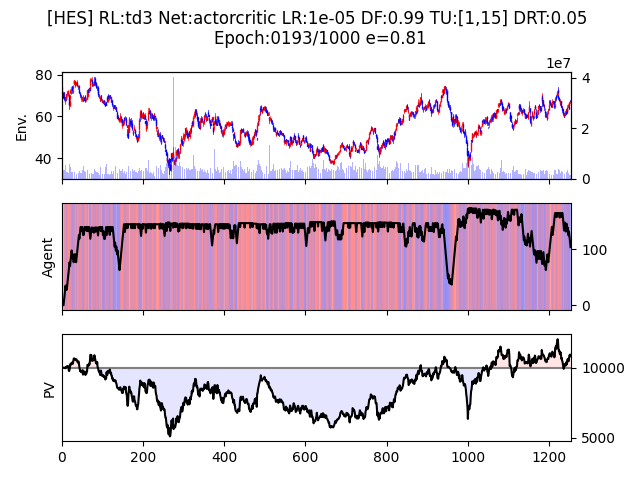 [HES] RL:td3 Net:actorcritic LR:1e-05 DF:0.99 TU:[1,15] DRT:0.05
Epoch:0193/1000 e=0.81
1e7
80
60
40
Env.
4
2
0
Agent
100
0
PV
10000
5000
0 200 400 600 800 1000 1200